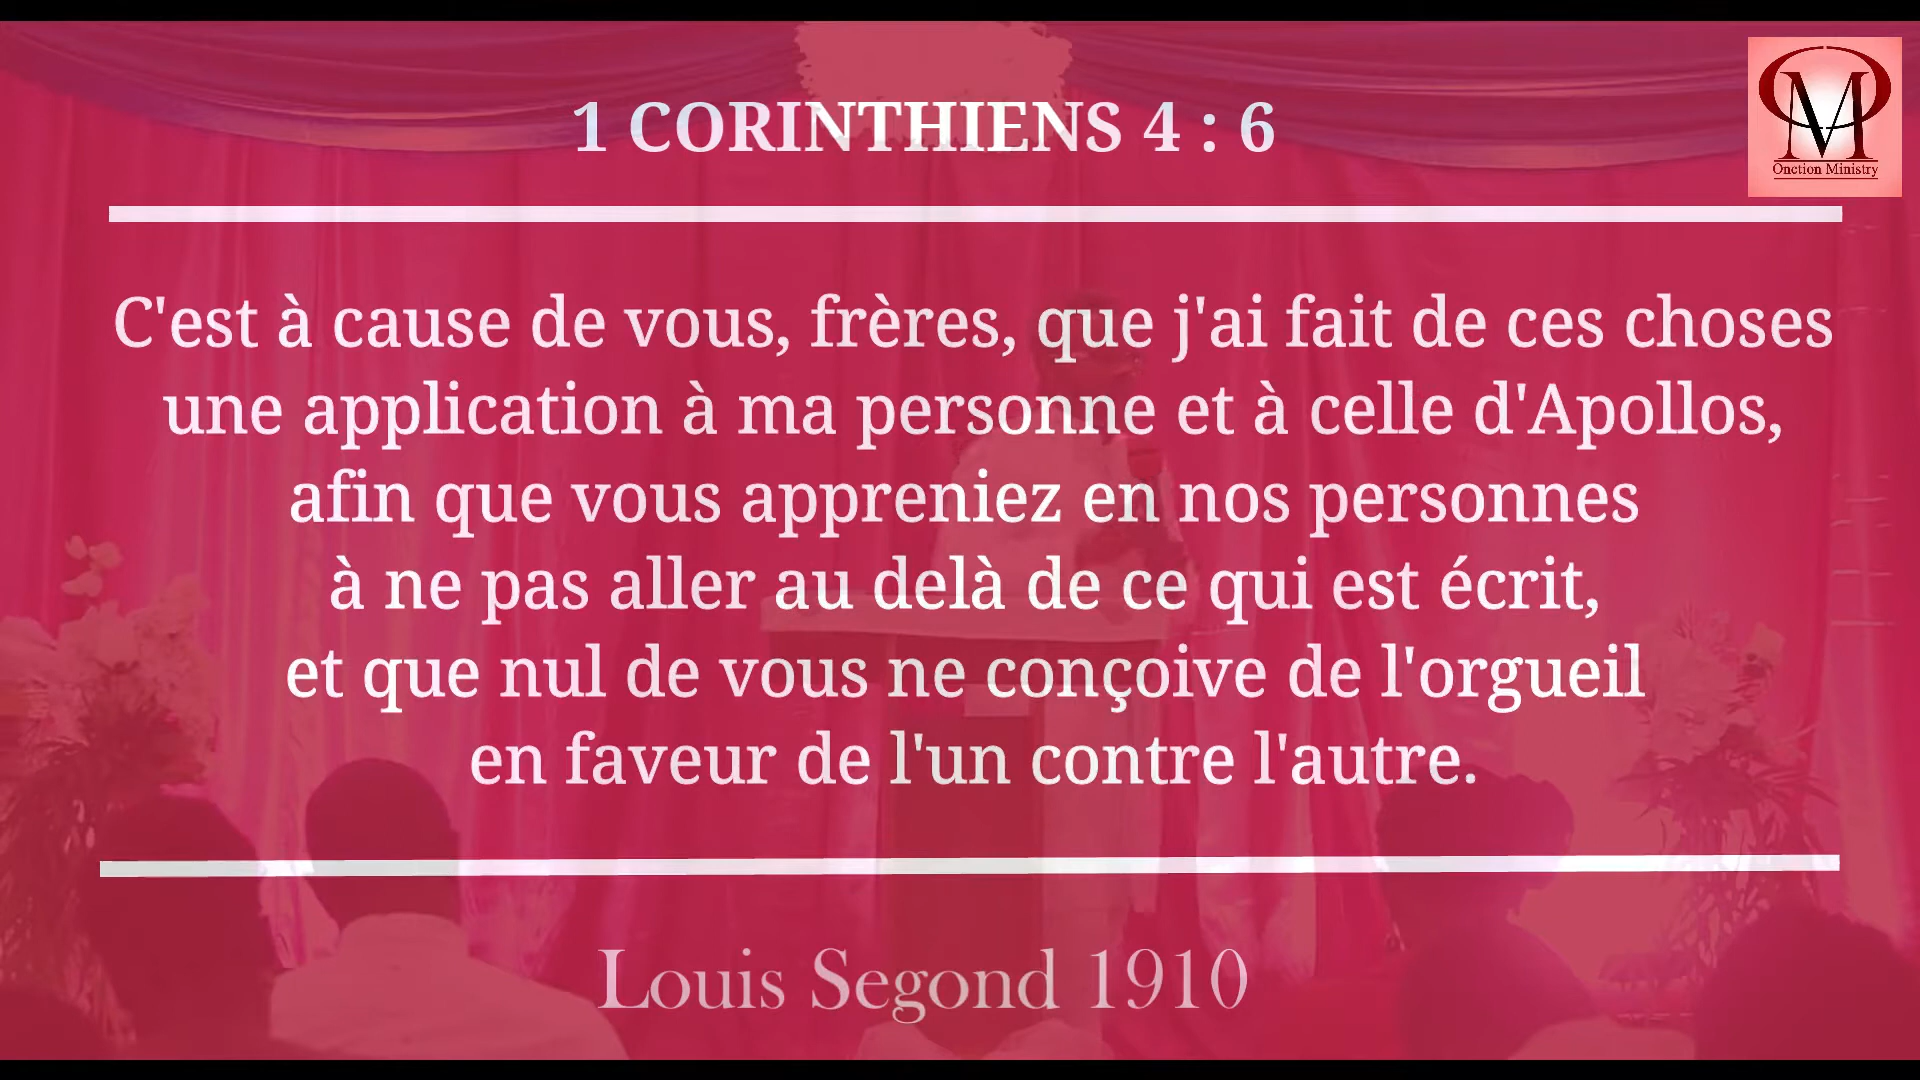 1 CORINTHIENS 4 : 6
OM
Onction Ministry
C'est à cause de vous, frères, que j'ai fait de ces choses
une application à ma personne et à celle d'Apollos,
afin que vous appreniez en nos personnes
à ne pas aller au delà de ce qui est écrit,
et que nul de vous ne conçoive de l'orgueil
en faveur de l'un contre l'autre.
Louis Segond 1910